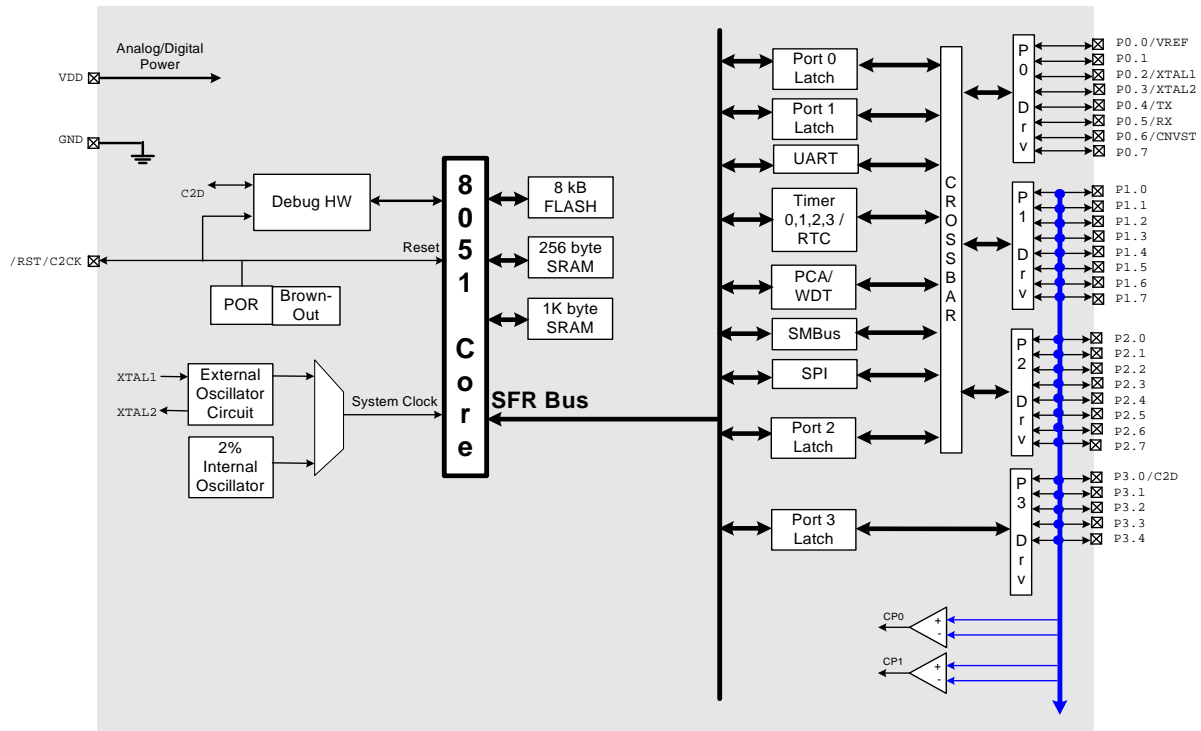 Analog/Digital
Power
VDD
GND
C2D
Debug HW
/RST/C2CK
Reset
POR
Brown-
Out
XTAL1
XTAL2
External
Oscillator
Circuit
2%
Internal
Oscillator
System Clock
8
0
5
1
C
o
r
e
8 kB
FLASH
256 byte
SRAM
1K byte
SRAM
SFR Bus
Port 0
Latch
Port 1
Latch
UART
Timer
0,1,2,3 /
RTC
PCA/
WDT
SMBus
SPI
Port 2
Latch
Port 3
Latch
C
R
O
S
S
B
A
R
P
0
D
r
v
P0.0/VREF
P0.1
P0.2/XTAL1
P0.3/XTAL2
P0.4/TX
P0.5/RX
P0.6/CNVST
P0.7
P
1
D
r
v
P1.0
P1.1
P1.2
P1.3
P1.4
P1.5
P1.6
P1.7
P
2
D
r
v
P2.0
P2.1
P2.2
P2.3
P2.4
P2.5
P2.6
P2.7
P
3
D
r
v
P3.0/C2D
P3.1
P3.2
P3.3
P3.4
CP0
+
-
CP1
+
-